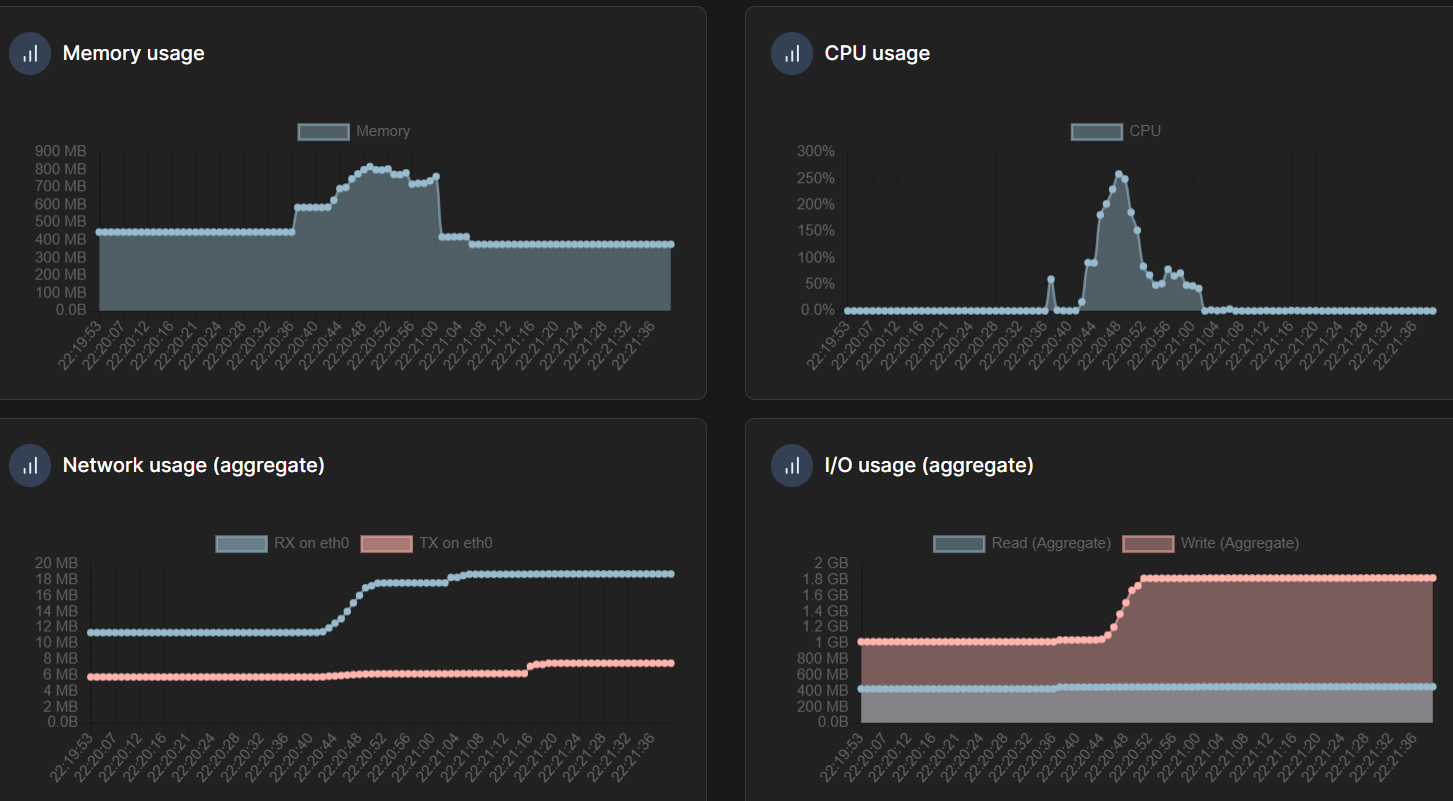 Memory usage
Memory
900 MB
800 MB
700 MB
600 MB
500 MB
400 MB
300 MB
200 MB
100 MB
0.0B
22:19:53 22:20:07 22:20:12 22:20:16 22:20:21 22:20:24 22:20:28 22:20:32 22:20:36 22:20:40 22:20:44 22:20:48 22:20:52 22:20:56 22:21:00 22:21:04 22:21:08 22:21:12 22:21:16 22:21:20 22:21:24 22:21:28 22:21:32 22:21:36
CPU usage
CPU
300%
250%
200%
150%
100%
50%
0.0%
22:19:53 22:20:07 22:20:12 22:20:16 22:20:21 22:20:24 22:20:28 22:20:32 22:20:36 22:20:40 22:20:44 22:20:48 22:20:52 22:20:56 22:21:00 22:21:04 22:21:08 22:21:12 22:21:16 22:21:20 22:21:24 22:21:28 22:21:32 22:21:36
Network usage (aggregate)
RX on eth0 TX on eth0
20 MB
18 MB
16 MB
14 MB
12 MB
10 MB
8 MB
6 MB
4 MB
2 MB
0.0B
22:19:53 22:20:07 22:20:12 22:20:16 22:20:21 22:20:24 22:20:28 22:20:32 22:20:36 22:20:40 22:20:44 22:20:48 22:20:52 22:20:56 22:21:00 22:21:04 22:21:08 22:21:12 22:21:16 22:21:20 22:21:24 22:21:28 22:21:32 22:21:36
I/O usage (aggregate)
Read (Aggregate) Write (Aggregate)
2 GB
1.8 GB
1.6 GB
1.4 GB
1.2 GB
1 GB
800 MB
600 MB
400 MB
200 MB
0.0B
22:19:53 22:20:07 22:20:12 22:20:16 22:20:21 22:20:24 22:20:28 22:20:32 22:20:36 22:20:40 22:20:44 22:20:48 22:20:52 22:20:56 22:21:00 22:21:04 22:21:08 22:21:12 22:21:16 22:21:20 22:21:24 22:21:28 22:21:32 22:21:36